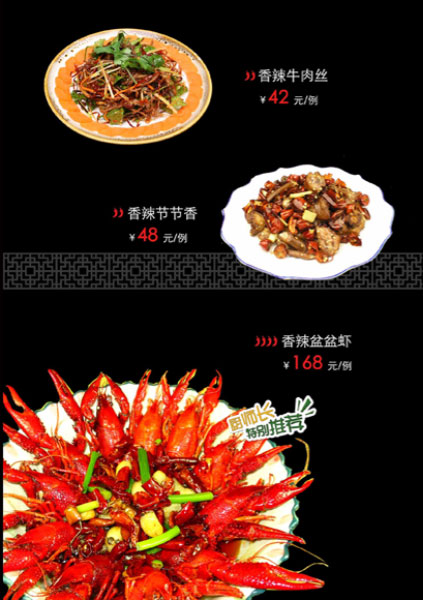 香辣牛肉丝
¥ 42 元/例
香辣节节香
¥ 48 元/例
香辣盆盆虾
¥ 168 元/例
厨师长
特别推荐